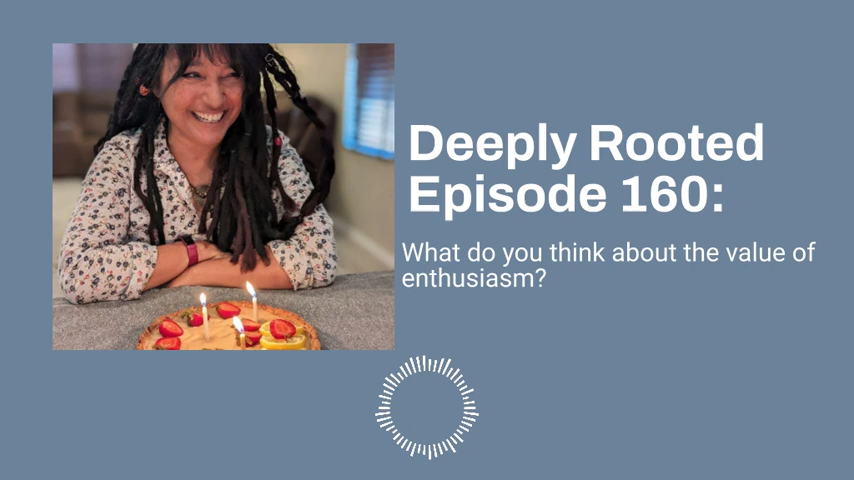 Deeply Rooted
Episode 160:
What do you think about the value of
enthusiasm?